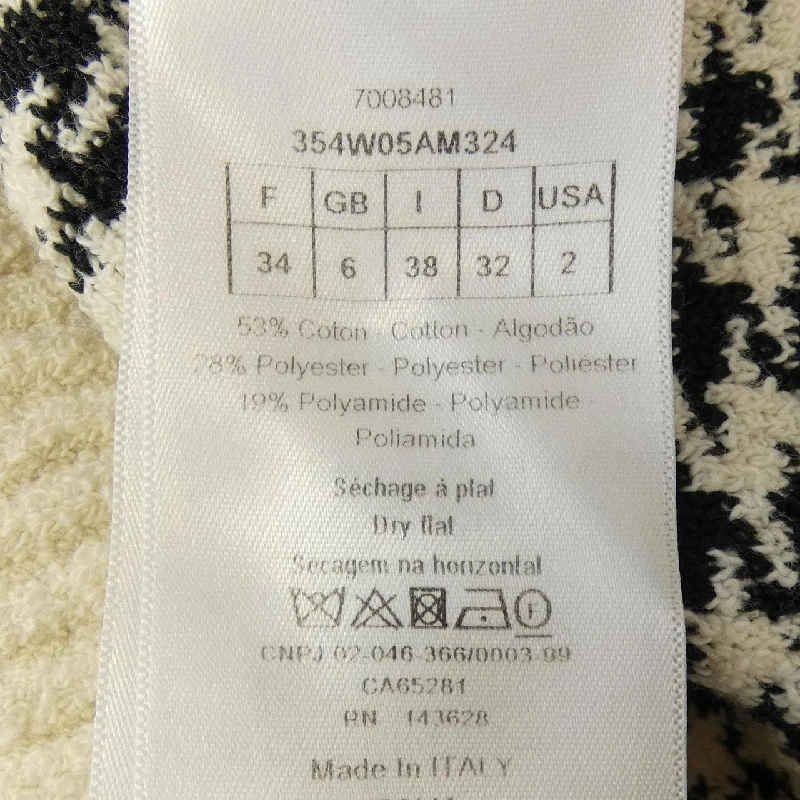 7008481
354W05AM324
F GB I D USA
34 6 38 32 2
53% Coton - Cotton - Algodão
28% Polyester - Polyester - Poliéster
19% Polyamide - Polyamide -
Poliamida
Séchage à plat
Dry flat
Secagem na horizontal
F
CNPJ 02-046-366/0003-99
CA65281
RN 143628
Made In ITALY